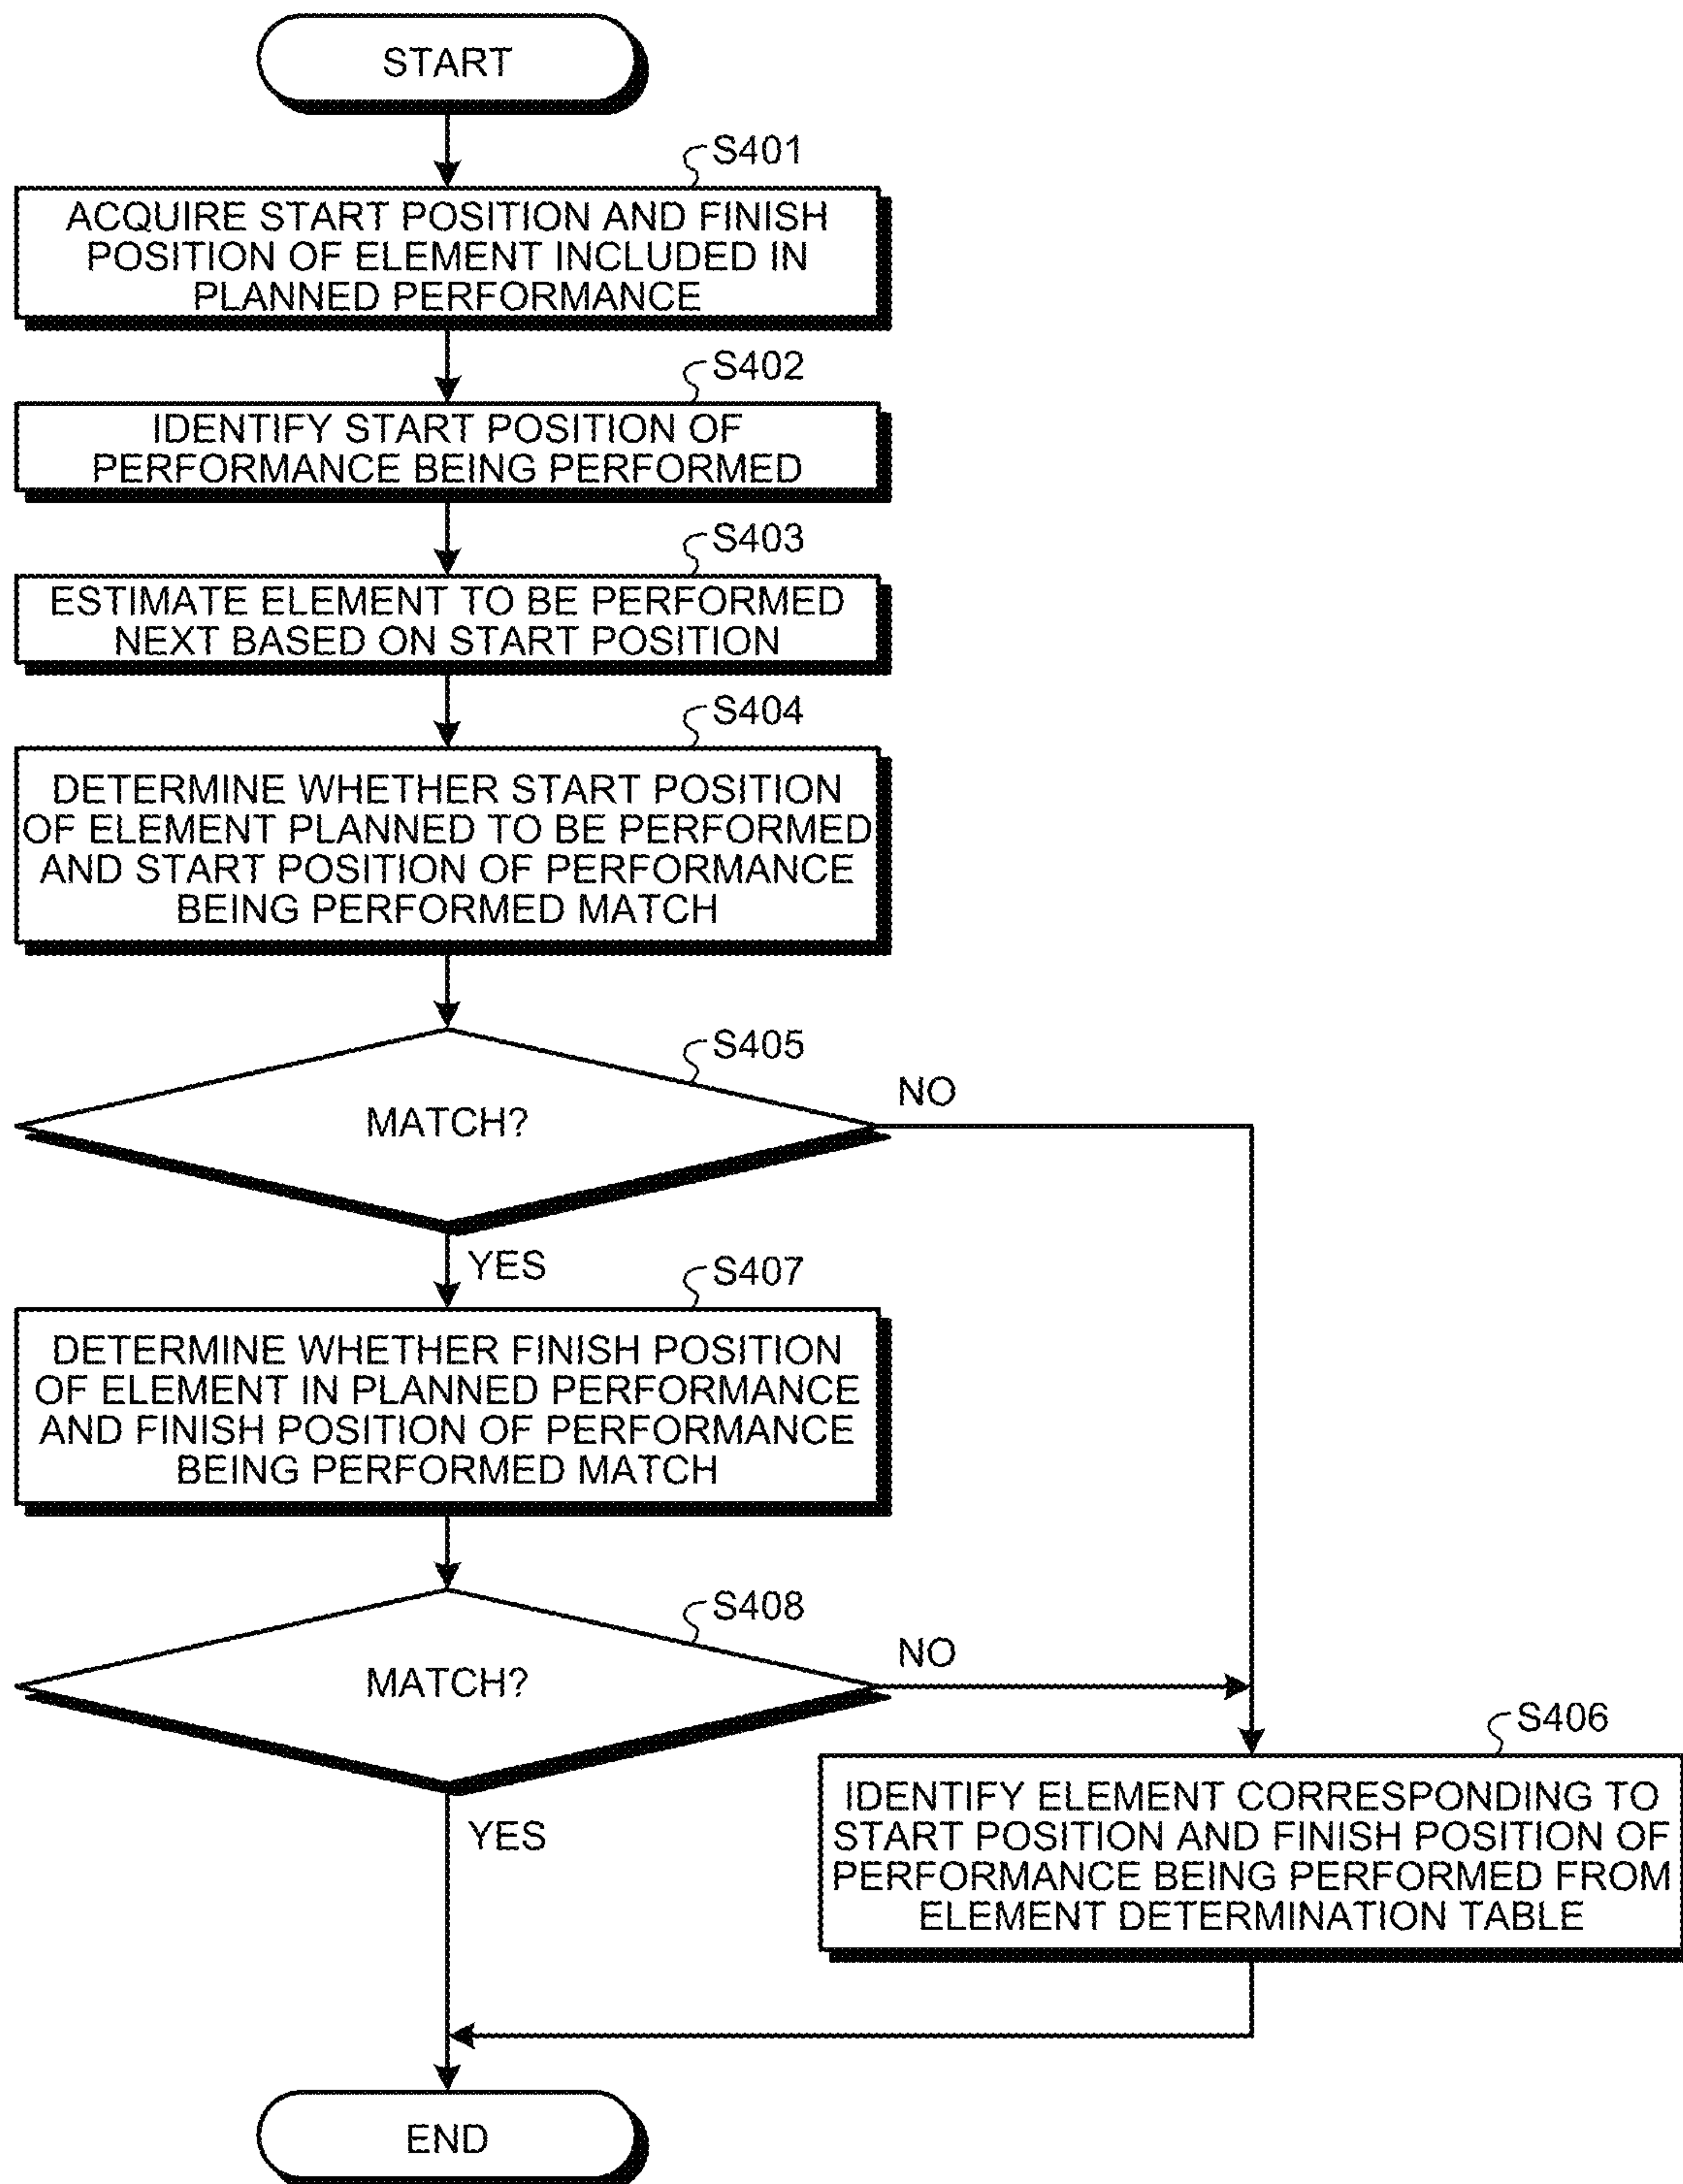 START
S401
ACQUIRE START POSITION AND FINISH
POSITION OF ELEMENT INCLUDED IN
PLANNED PERFORMANCE
S402
IDENTIFY START POSITION OF
PERFORMANCE BEING PERFORMED
S403
ESTIMATE ELEMENT TO BE PERFORMED
NEXT BASED ON START POSITION
S404
DETERMINE WHETHER START POSITION
OF ELEMENT PLANNED TO BE PERFORMED
AND START POSITION OF PERFORMANCE
BEING PERFORMED MATCH
S405
MATCH?
NO
YES
S407
DETERMINE WHETHER FINISH POSITION
OF ELEMENT IN PLANNED PERFORMANCE
AND FINISH POSITION OF PERFORMANCE
BEING PERFORMED MATCH
S408
MATCH?
NO
YES
S406
IDENTIFY ELEMENT CORRESPONDING TO
START POSITION AND FINISH POSITION OF
PERFORMANCE BEING PERFORMED FROM
ELEMENT DETERMINATION TABLE
END